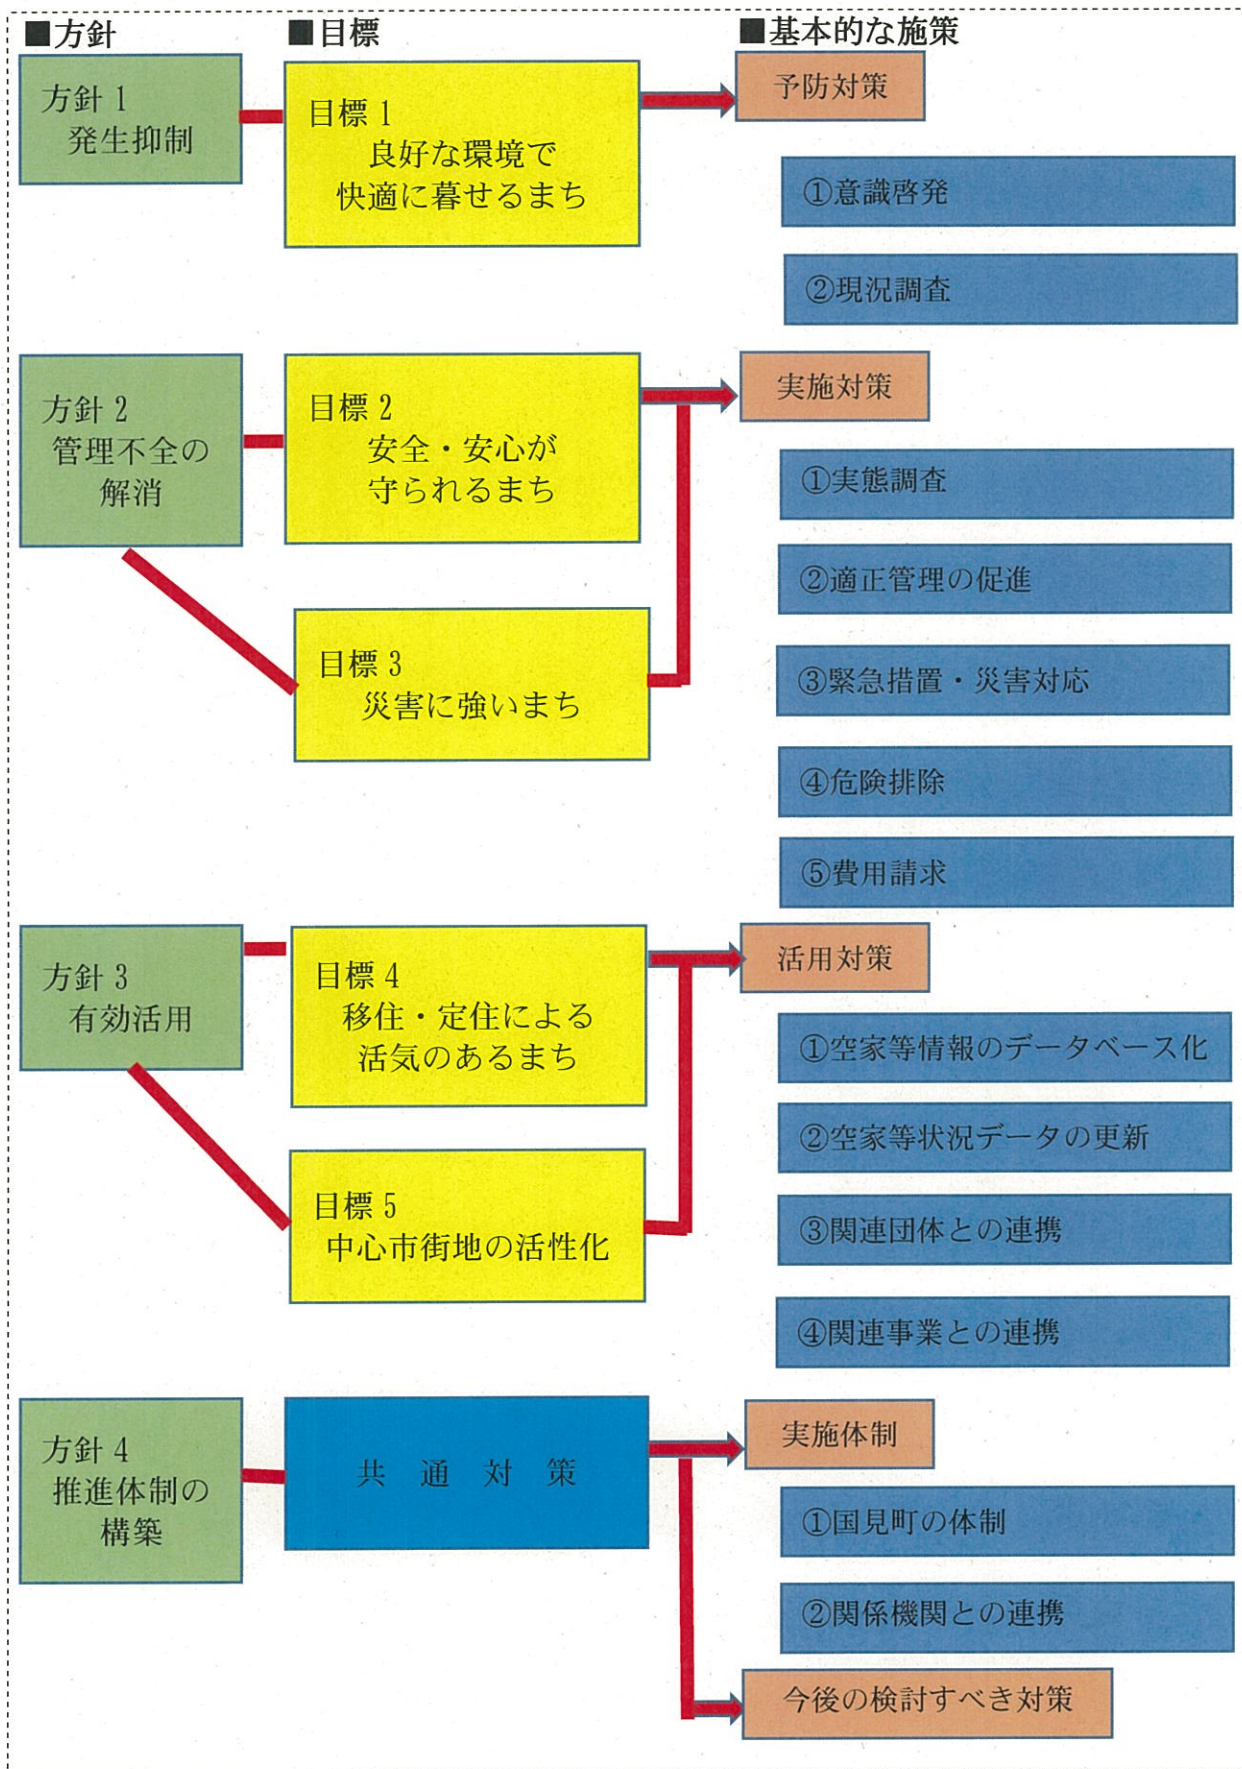 ■方針
■目標
■基本的な施策
方針 1
発生抑制
目標 1
良好な環境で
快適に暮せるまち
予防対策
①意識啓発
②現況調査
方針 2
管理不全の
解消
目標 2
安全・安心が
守られるまち
目標 3
災害に強いまち
実施対策
①実態調査
②適正管理の促進
③緊急措置・災害対応
④危険排除
⑤費用請求
方針 3
有効活用
目標 4
移住・定住による
活気のあるまち
目標 5
中心市街地の活性化
活用対策
①空家等情報のデータベース化
②空家等状況データの更新
③関連団体との連携
④関連事業との連携
方針 4
推進体制の
構築
共 通 対 策
実施体制
①国見町の体制
②関係機関との連携
今後の検討すべき対策